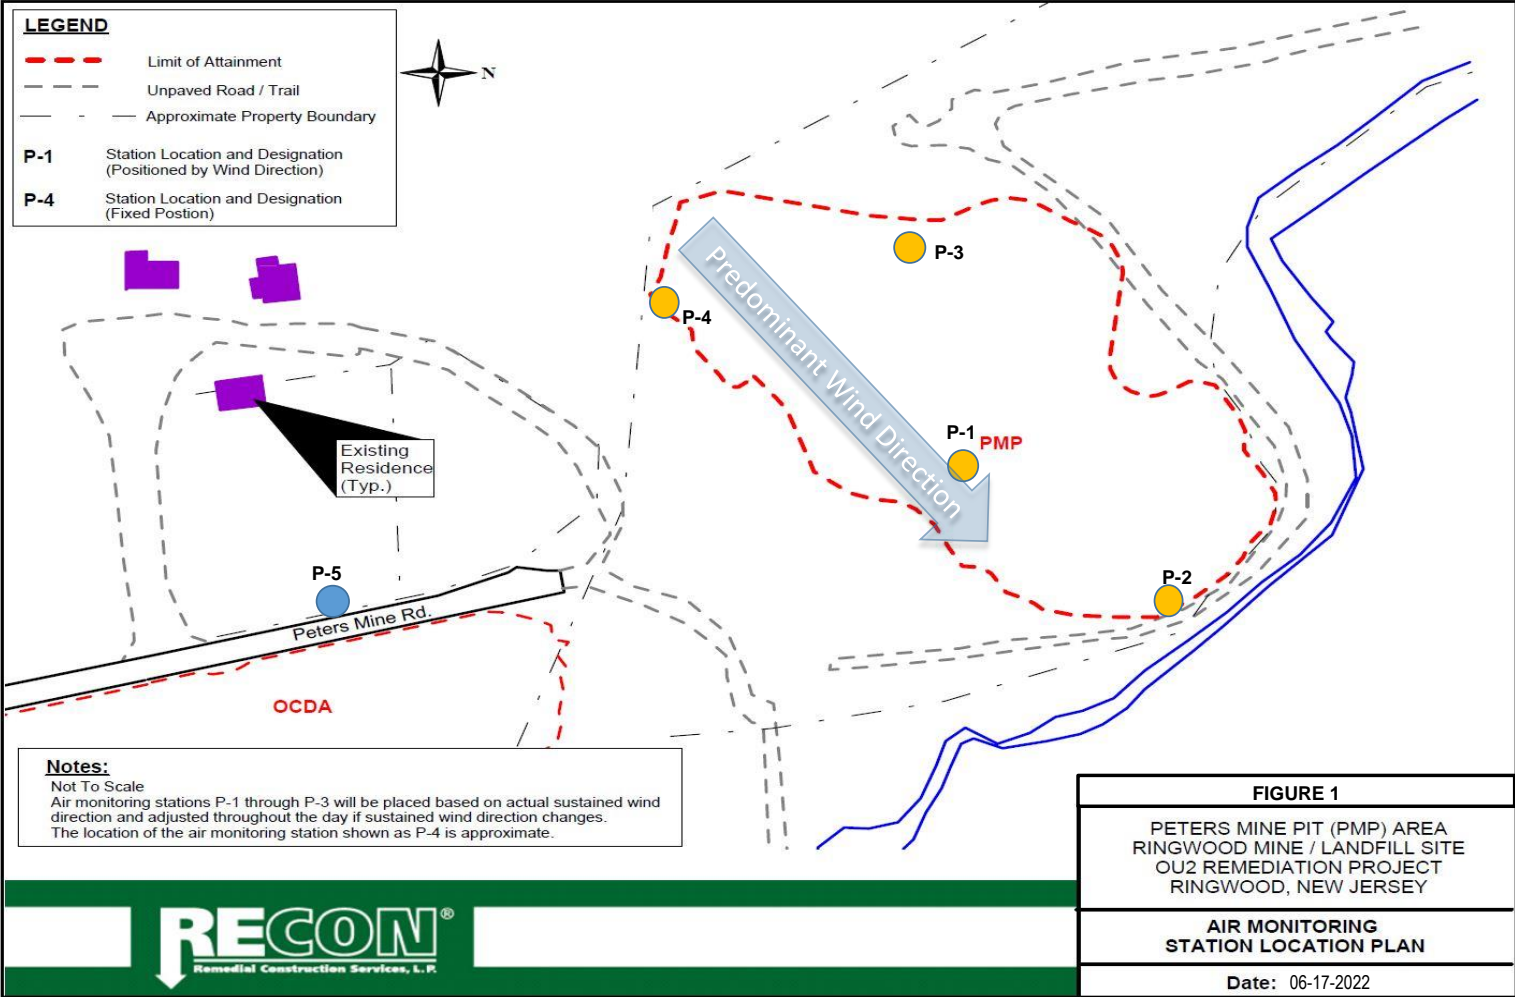 LEGEND
Limit of Attainment
Unpaved Road / Trail
Approximate Property Boundary
P-1
Station Location and Designation
(Positioned by Wind Direction)
P-4
Station Location and Designation
(Fixed Postion)
N
P-3
P-4
Predominant Wind Direction
P-1
PMP
Existing
Residence
(Typ.)
P-5
P-2
Peters Mine Rd.
OCDA
Notes:
Not To Scale
Air monitoring stations P-1 through P-3 will be placed based on actual sustained wind
direction and adjusted throughout the day if sustained wind direction changes.
The location of the air monitoring station shown as P-4 is approximate.
FIGURE 1
PETERS MINE PIT (PMP) AREA
RINGWOOD MINE / LANDFILL SITE
OU2 REMEDIATION PROJECT
RINGWOOD, NEW JERSEY
AIR MONITORING
STATION LOCATION PLAN
Date: 06-17-2022
RECON®
Remedial Construction Services, L.P.